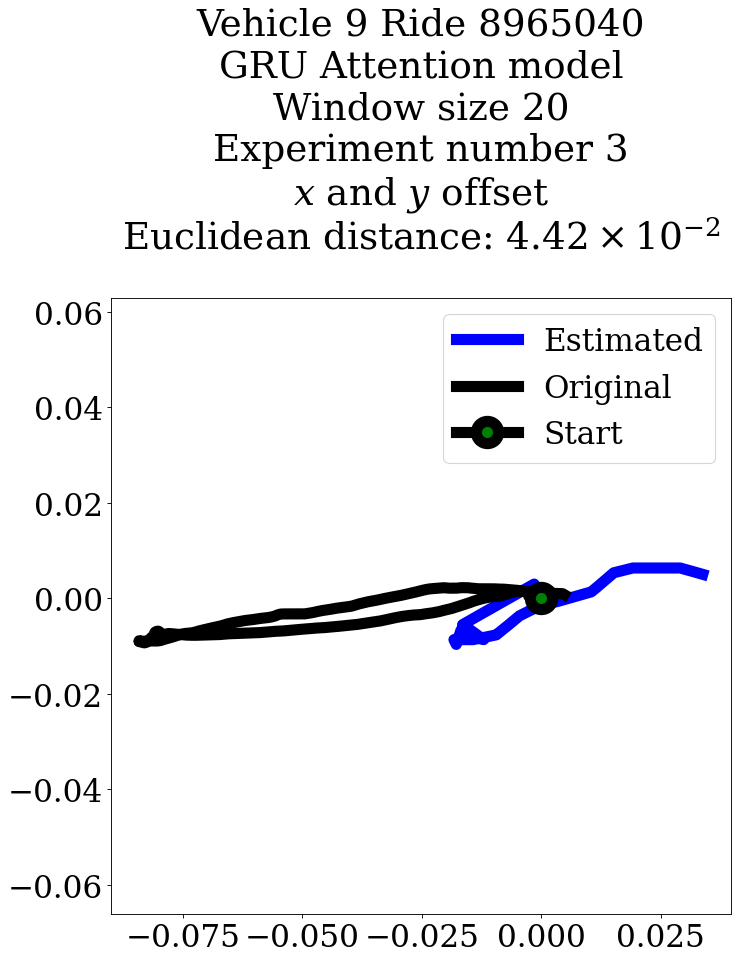 Vehicle 9 Ride 8965040
GRU Attention model
Window size 20
Experiment number 3
x and y offset
Euclidean distance: 4.42 × 10⁻²
Estimated
Original
Start
0.06
0.04
0.02
0.00
−0.02
−0.04
−0.06
−0.075 −0.050 −0.025 0.000 0.025